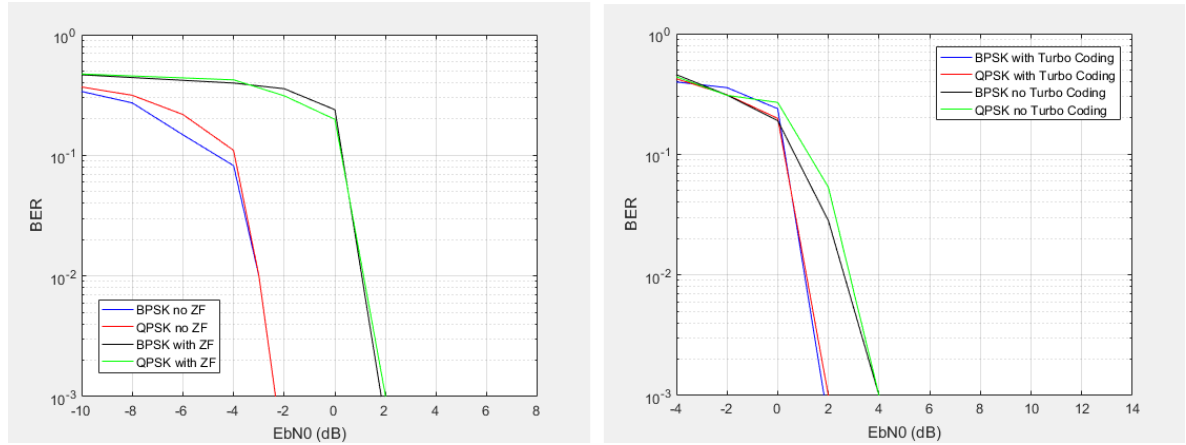 10^0
10^-1
10^-2
10^-3
BER
-10 -8 -6 -4 -2 0 2 4 6 8
EbN0 (dB)
BPSK no ZF
QPSK no ZF
BPSK with ZF
QPSK with ZF
10^0
10^-1
10^-2
10^-3
BER
-4 -2 0 2 4 6 8 10 12 14
EbN0 (dB)
BPSK with Turbo Coding
QPSK with Turbo Coding
BPSK no Turbo Coding
QPSK no Turbo Coding